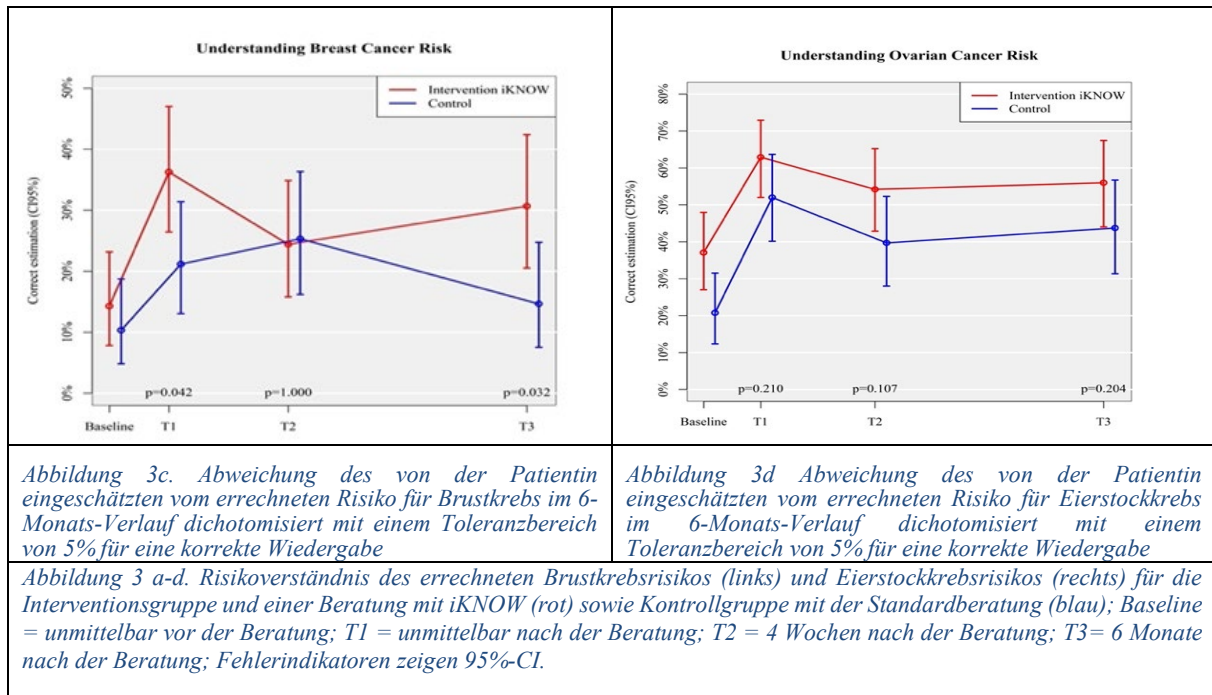 Understanding Breast Cancer Risk
Intervention iKNOW
Control
Correct estimation (CI95%)
50%
40%
30%
20%
10%
0%
p=0.042
p=1.000
p=0.032
Baseline
T1
T2
T3
Understanding Ovarian Cancer Risk
Intervention iKNOW
Control
Correct estimation (CI95%)
80%
70%
60%
50%
40%
30%
20%
10%
0%
p=0.210
p=0.107
p=0.204
Baseline
T1
T2
T3
Abbildung 3c. Abweichung des von der Patientin
eingeschätzten vom errechneten Risiko für Brustkrebs im 6-
Monats-Verlauf dichotomisiert mit einem Toleranzbereich
von 5% für eine korrekte Wiedergabe
Abbildung 3d Abweichung des von der Patientin
eingeschätzten vom errechneten Risiko für Eierstockkrebs
im 6-Monats-Verlauf dichotomisiert mit einem
Toleranzbereich von 5% für eine korrekte Wiedergabe
Abbildung 3 a-d. Risikoverständnis des errechneten Brustkrebsrisikos (links) und Eierstockkrebsrisikos (rechts) für die
Interventionsgruppe und einer Beratung mit iKNOW (rot) sowie Kontrollgruppe mit der Standardberatung (blau); Baseline
= unmittelbar vor der Beratung; T1 = unmittelbar nach der Beratung; T2 = 4 Wochen nach der Beratung; T3= 6 Monate
nach der Beratung; Fehlerindikatoren zeigen 95%-CI.